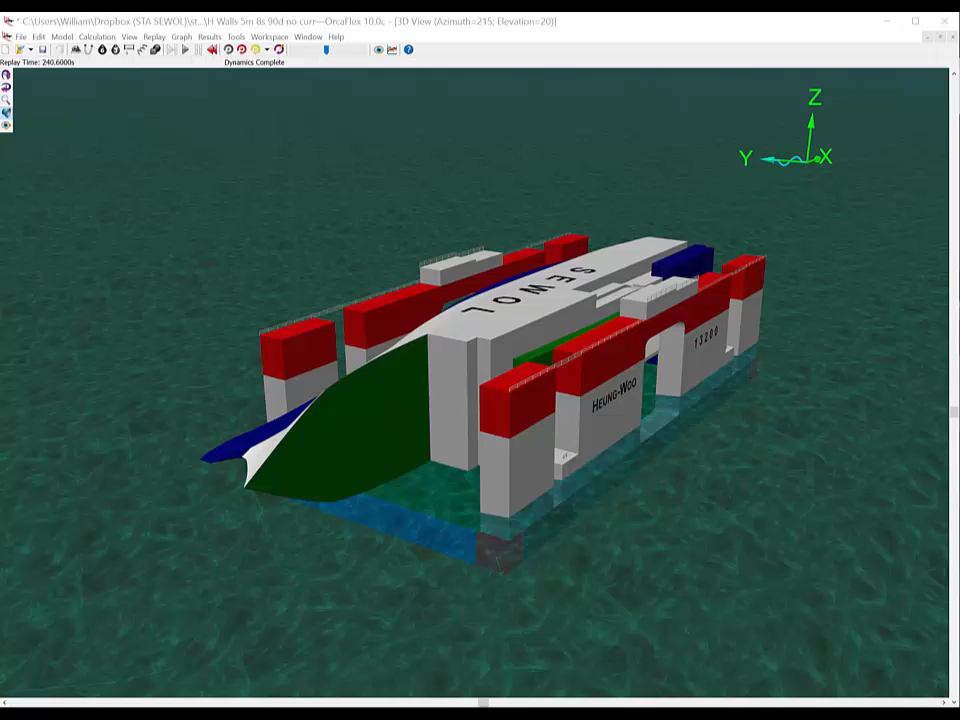 * C:\Users\William\Dropbox (STA SEWOL)\st...\H Walls 5m 8s 90d no curr—OrcaFlex 10.0c - [3D View (Azimuth=215; Elevation=20)]
File Edit Model Calculation View Replay Graph Results Tools Workspace Window Help
Replay Time: 240.6000s Dynamics Complete
Z
Y X
SEWOL
13200
HEUNG-WOO